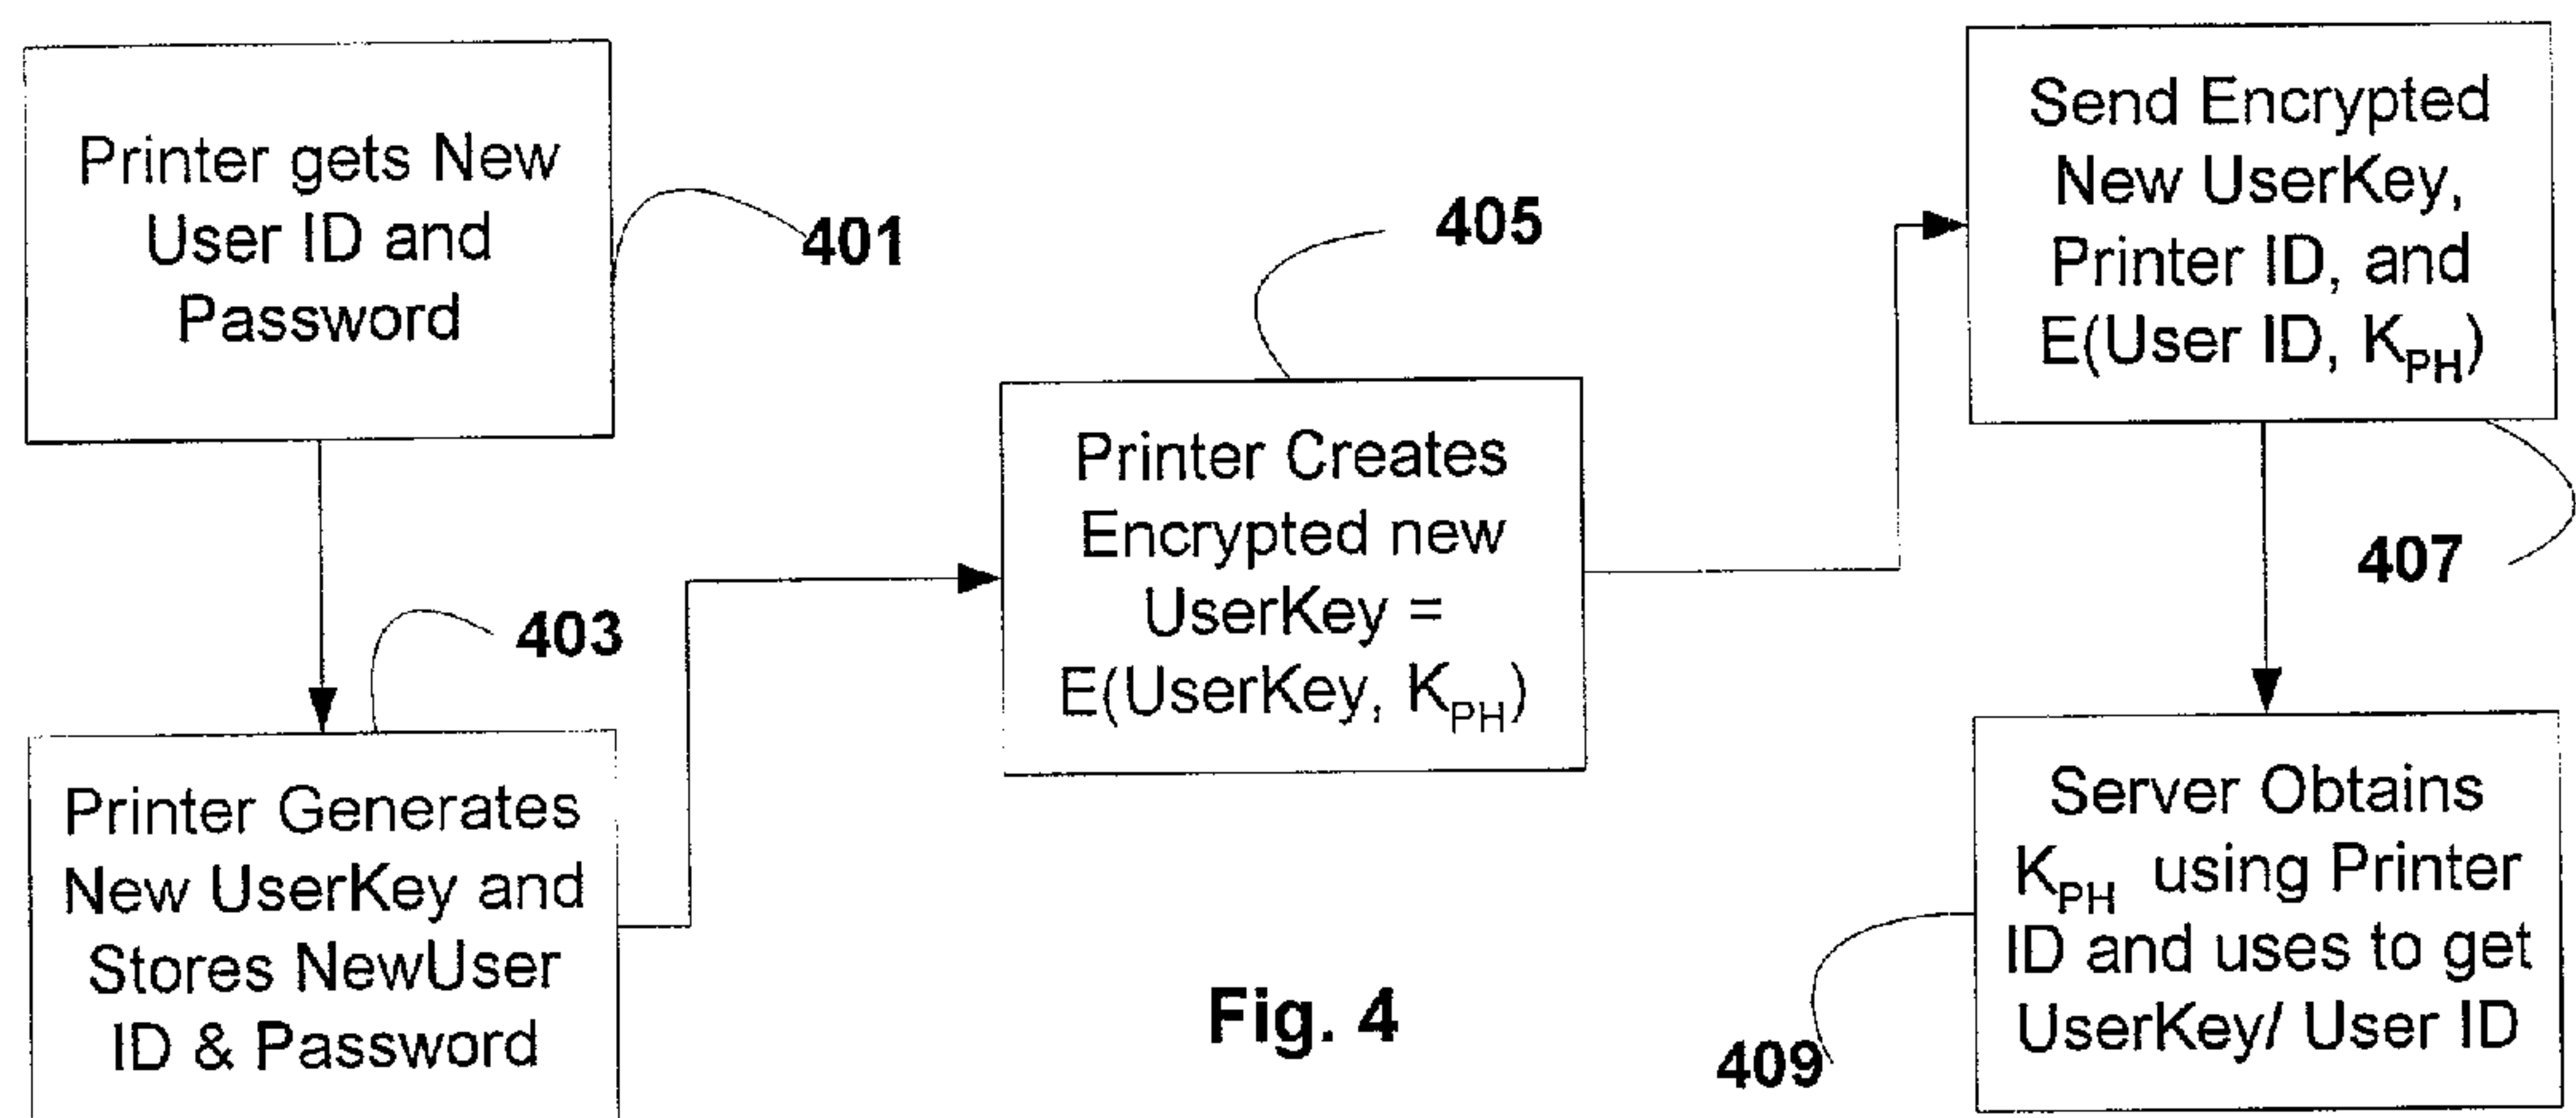 Printer gets New
User ID and
Password
401
Printer Generates
New UserKey and
Stores NewUser
ID & Password
403
Printer Creates
Encrypted new
UserKey =
E(UserKey, K_PH)
405
Send Encrypted
New UserKey,
Printer ID, and
E(User ID, K_PH)
407
Server Obtains
K_PH using Printer
ID and uses to get
UserKey/ User ID
409
Fig. 4